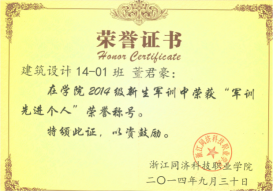 荣誉证书
Honor Certificate
建筑设计14-01班 董君豪：
在学院2014级新生军训中荣获“军训
先进个人”荣誉称号。
特颁此证，以资鼓励。
浙江同济科技职业学院
二〇一四年九月三十日